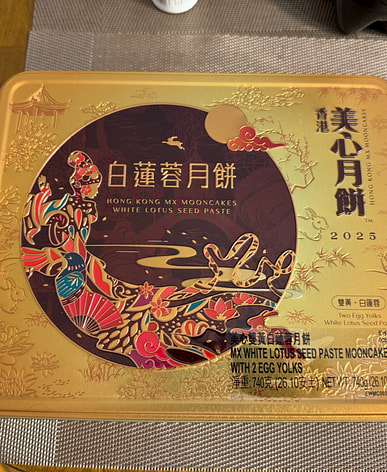 白蓮蓉月餅
HONG KONG MX MOONCAKES
WHITE LOTUS SEED PASTE
香港
美心月餅
HONG KONG MX MOONCAKES
TM
2025
雙黃·白蓮蓉
Two Egg Yolks
White Lotus Seed
美心雙黃白蓮蓉月餅
MX WHITE LOTUS SEED PASTE MOONCAKE
WITH 2 EGG YOLKS
淨重: 740克 (26.10安士) NET WT: 740g (26.10